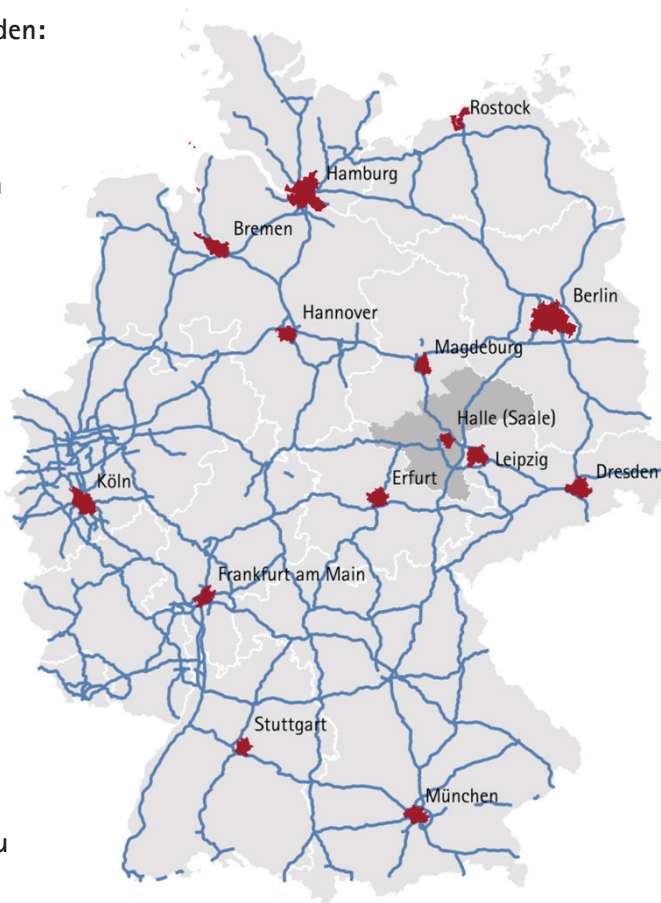 den:
Rostock
Hamburg
Bremen
Berlin
Hannover
Magdeburg
Halle (Saale)
Leipzig
Dresden
Köln
Erfurt
Frankfurt am Main
Stuttgart
München
u